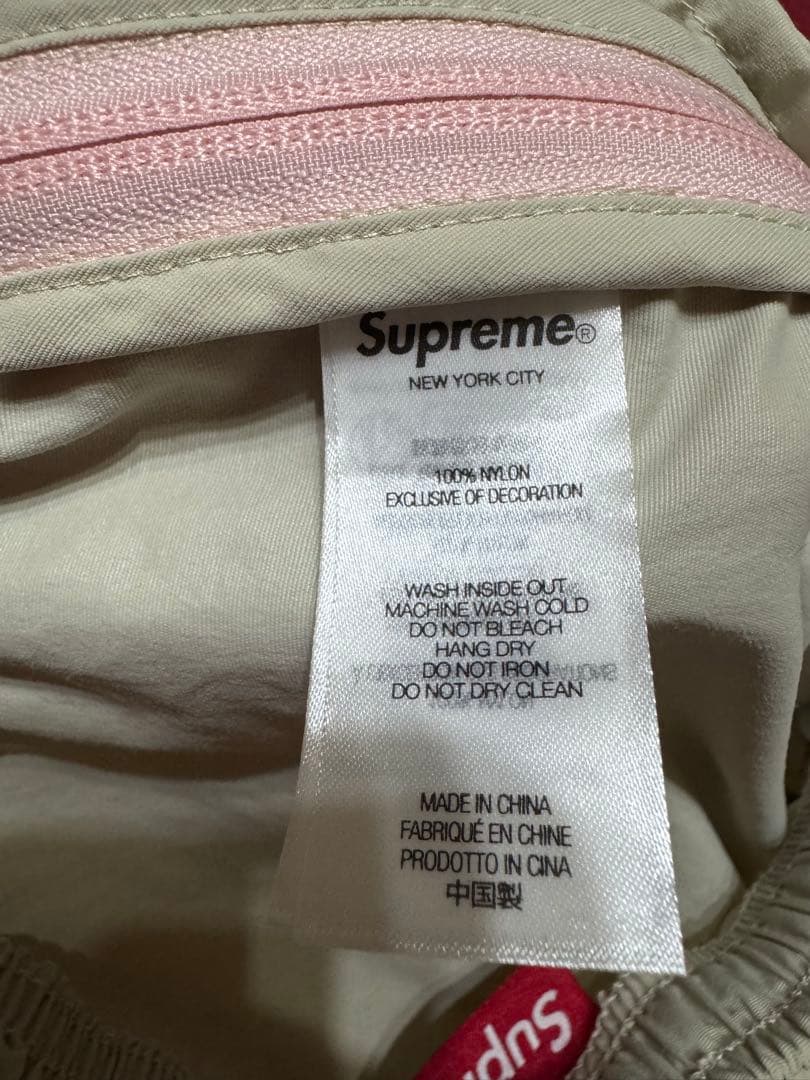 Supreme®
NEW YORK CITY
100% NYLON
EXCLUSIVE OF DECORATION
WASH INSIDE OUT
MACHINE WASH COLD
DO NOT BLEACH
HANG DRY
DO NOT IRON
DO NOT DRY CLEAN
MADE IN CHINA
FABRIQUÉ EN CHINE
PRODOTTO IN CINA
中国製